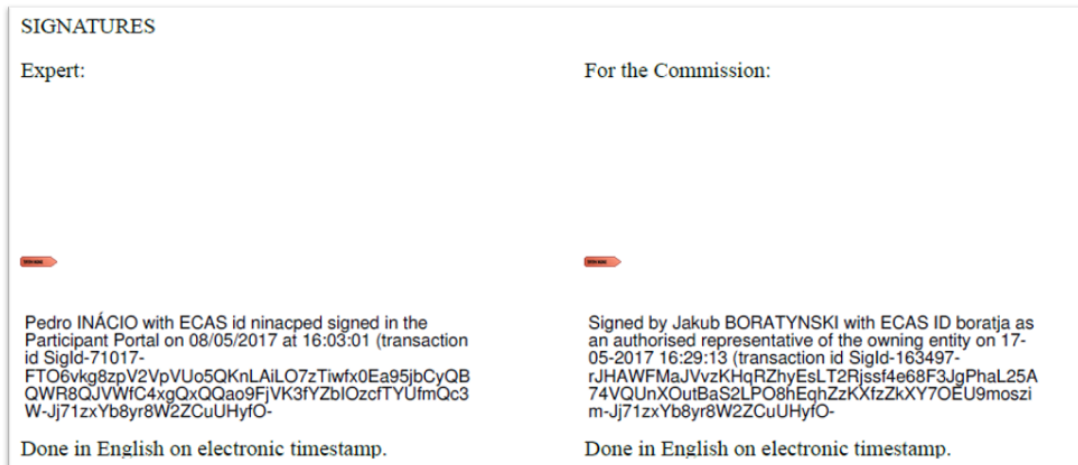 SIGNATURES
Expert:
For the Commission:
Pedro INÁCIO with ECAS id ninacped signed in the
Participant Portal on 08/05/2017 at 16:03:01 (transaction
id SigId-71017-
FTO6vkg8zpV2VpVUo5QKnLAiLO7zTiwfx0Ea95jbCyQB
QWR8QJVWfC4xgQxQQao9FjVK3fYZbIOzcfTYUfmQc3
W-Jj71zxYb8yr8W2ZCuUHyfO-
Done in English on electronic timestamp.
Signed by Jakub BORATYNSKI with ECAS ID boratja as
an authorised representative of the owning entity on 17-
05-2017 16:29:13 (transaction id SigId-163497-
rJHAWFMaJVvzKHqRZhyEsLT2Rjssf4e68F3JgPhaL25A
74VQUnXOutBaS2LPO8hEqhZzKXfzZkXY7OEU9moszi
m-Jj71zxYb8yr8W2ZCuUHyfO-
Done in English on electronic timestamp.